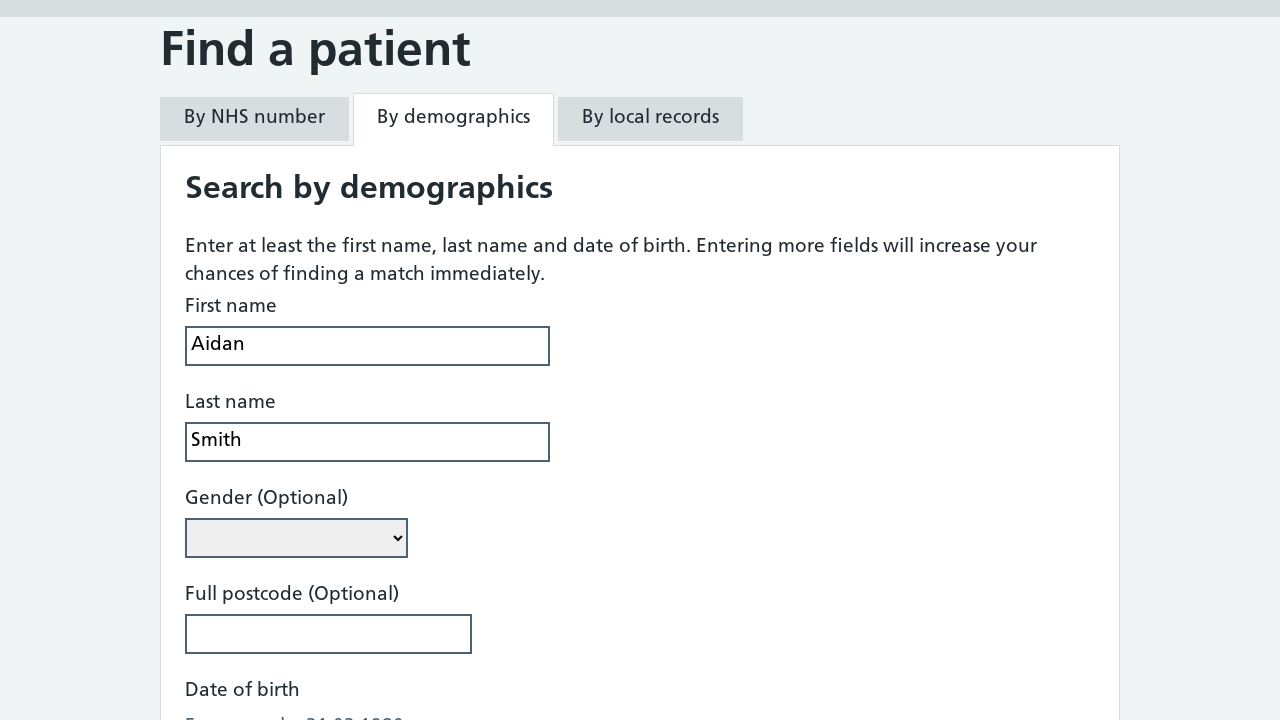 Find a patient
By NHS number
By demographics
By local records
Search by demographics
Enter at least the first name, last name and date of birth. Entering more fields will increase your
chances of finding a match immediately.
First name
Aidan
Last name
Smith
Gender (Optional)
Full postcode (Optional)
Date of birth